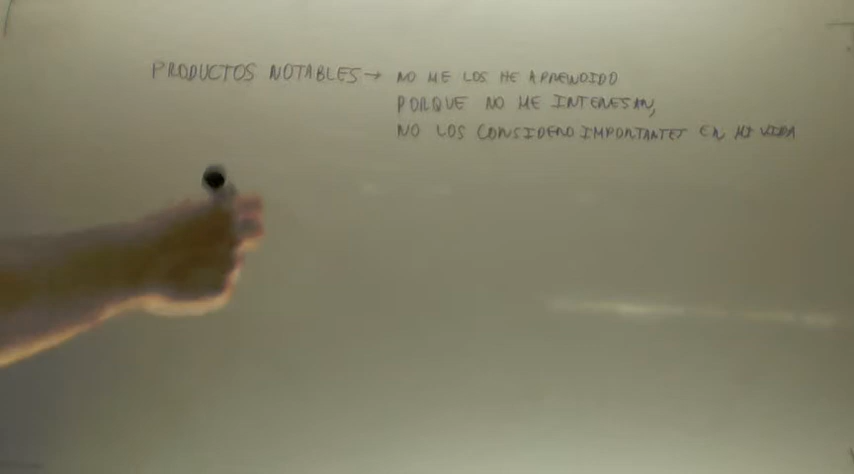 PRODUCTOS NOTABLES → NO ME LOS HE APRENDIDO
PORQUE NO ME INTERESAN,
NO LOS CONSIDERO IMPORTANTES EN MI VIDA